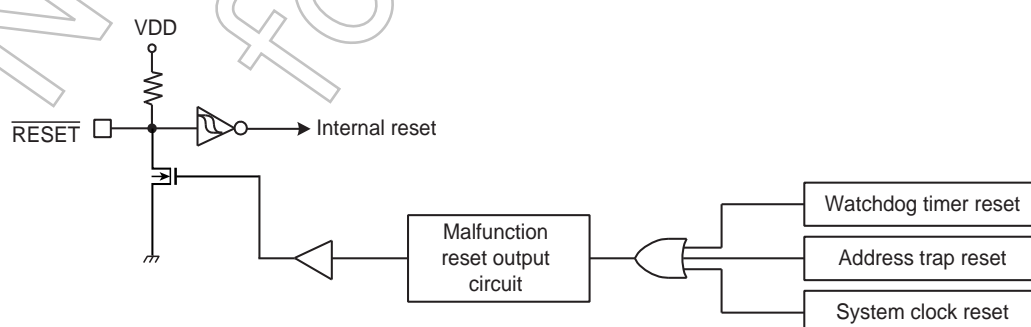 VDD
RESET
Internal reset
Watchdog timer reset
Malfunction
reset output
circuit
Address trap reset
System clock reset